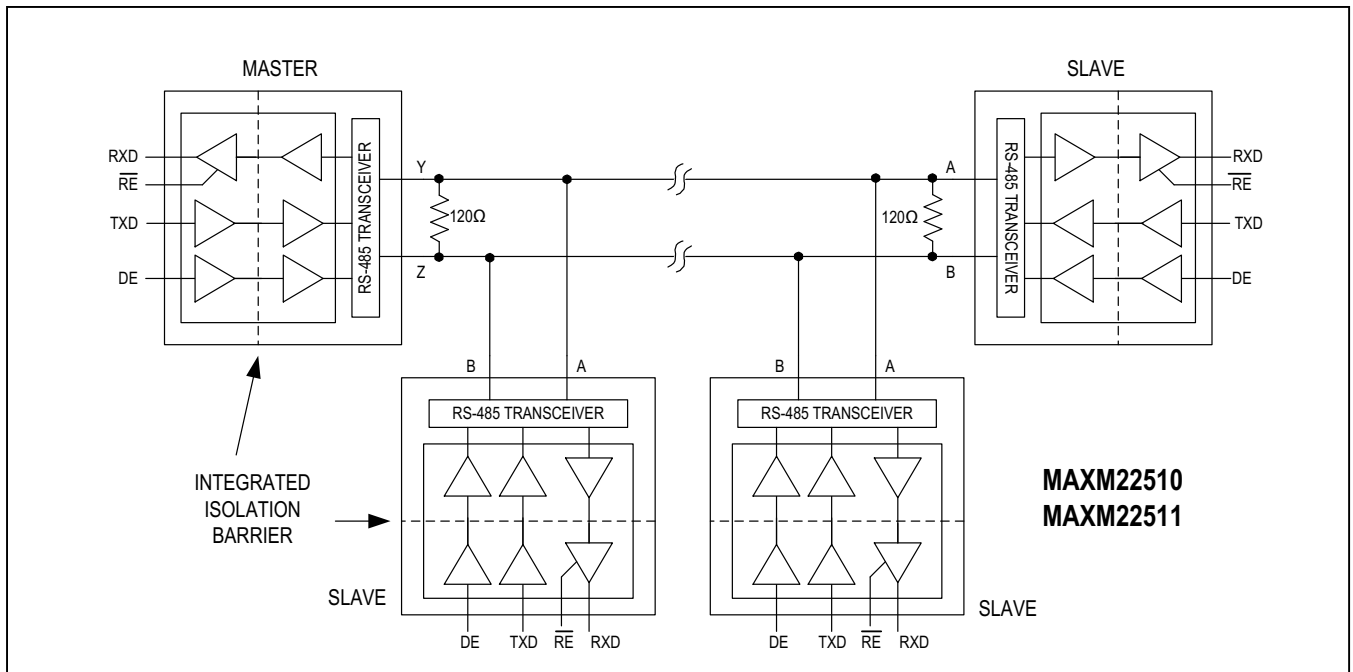 MASTER
SLAVE
RXD
RE
TXD
DE
RS-485 TRANSCEIVER
Y
Z
120Ω
120Ω
A
B
RS-485 TRANSCEIVER
RXD
RE
TXD
DE
B
A
RS-485 TRANSCEIVER
B
A
RS-485 TRANSCEIVER
INTEGRATED
ISOLATION
BARRIER
MAXM22510
MAXM22511
SLAVE
DE
TXD
RE
RXD
DE
TXD
RE
RXD
SLAVE